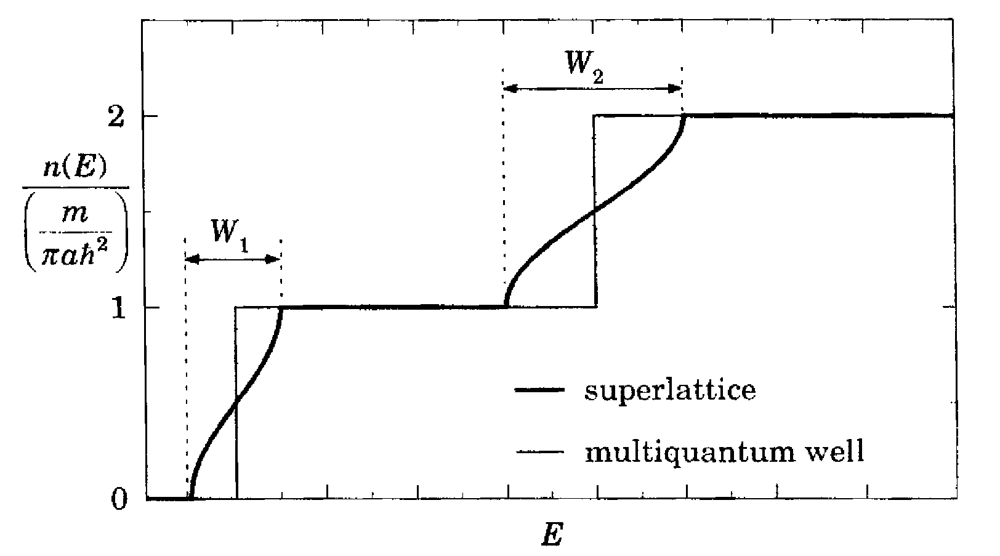 W₂
2
n(E)
m
πaħ²
W₁
1
superlattice
multiquantum well
0
E